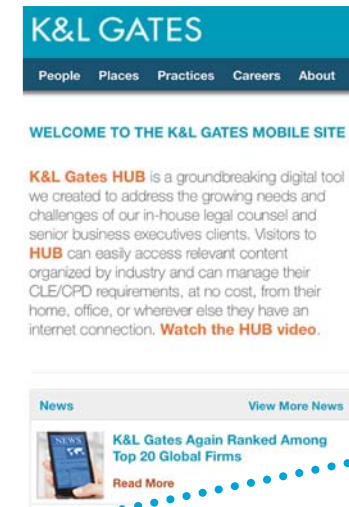 K&L GATES
People Places Practices Careers About
WELCOME TO THE K&L GATES MOBILE SITE
K&L Gates HUB is a groundbreaking digital tool
we created to address the growing needs and
challenges of our in-house legal counsel and
senior business executives clients. Visitors to
HUB can easily access relevant content
organized by industry and can manage their
CLE/CPD requirements, at no cost, from their
home, office, or wherever else they have an
internet connection. Watch the HUB video.
News View More News
NEWS
K&L Gates Again Ranked Among
Top 20 Global Firms
Read More